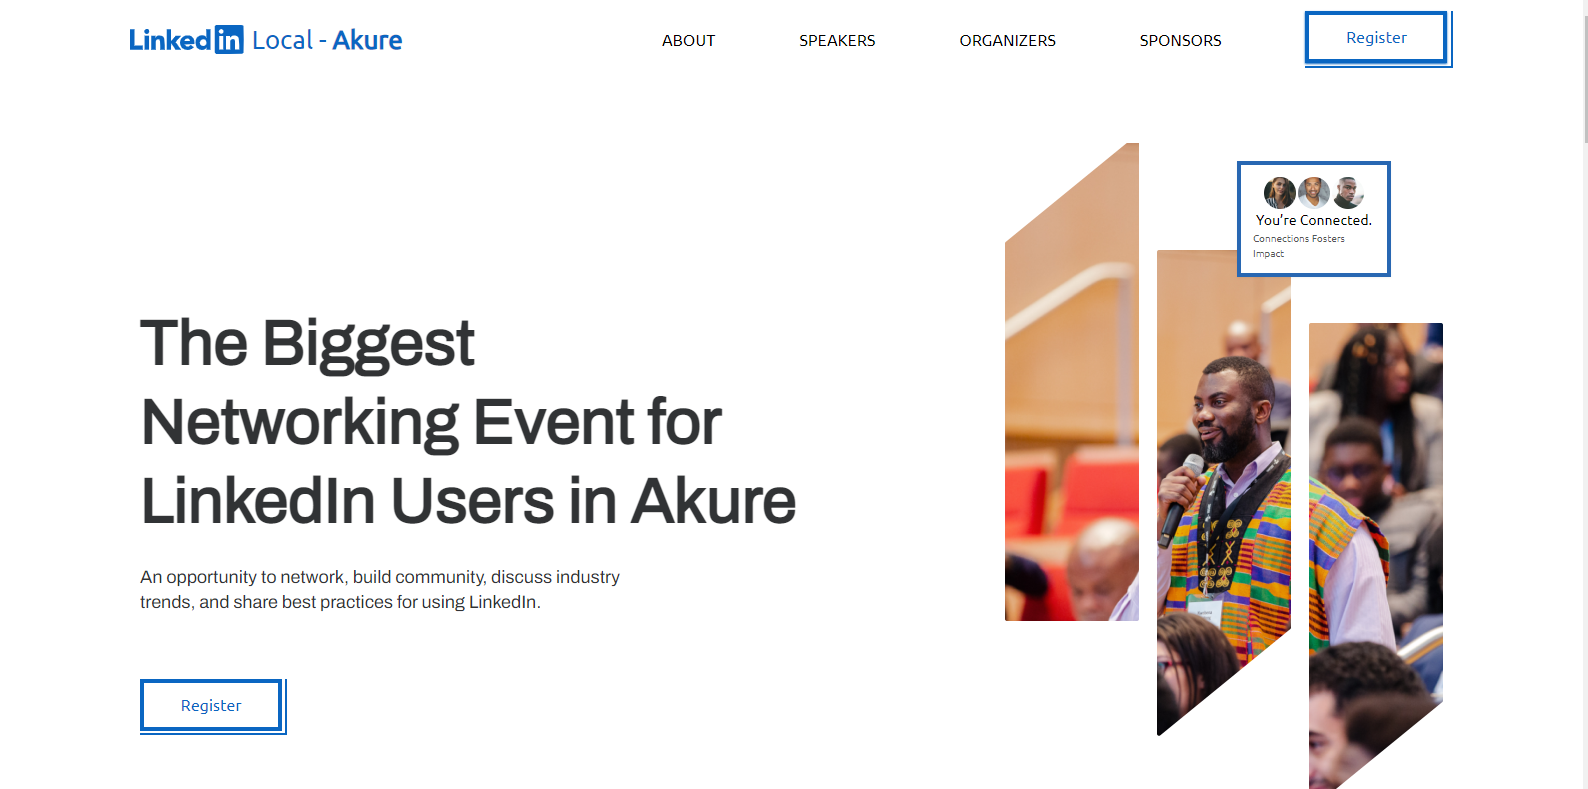 Linked in Local - Akure
ABOUT
SPEAKERS
ORGANIZERS
SPONSORS
Register
You're Connected.
Connections Fosters
Impact
The Biggest
Networking Event for
LinkedIn Users in Akure
An opportunity to network, build community, discuss industry
trends, and share best practices for using LinkedIn.
Register